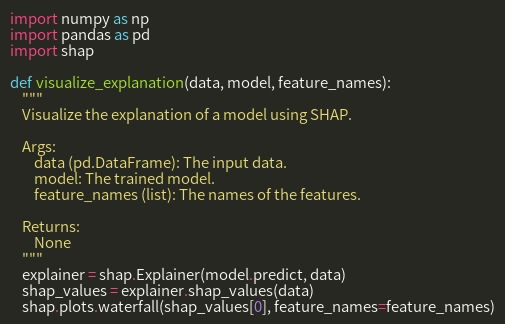 import numpy as np
import pandas as pd
import shap

def visualize_explanation(data, model, feature_names):
    """
    Visualize the explanation of a model using SHAP.

    Args:
        data (pd.DataFrame): The input data.
        model: The trained model.
        feature_names (list): The names of the features.

    Returns:
        None
    """
    explainer = shap.Explainer(model.predict, data)
    shap_values = explainer.shap_values(data)
    shap.plots.waterfall(shap_values[0], feature_names=feature_names)